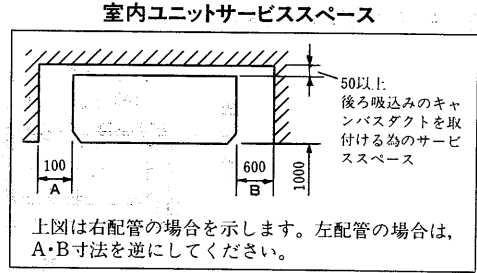 室内ユニットサービススペース
50以上
後ろ吸込みのキャ
ンバスダクトを取
付ける為のサービ
ススペース
100
A
600
B
1000
上図は右配管の場合を示します。左配管の場合は,
A・B寸法を逆にしてください。